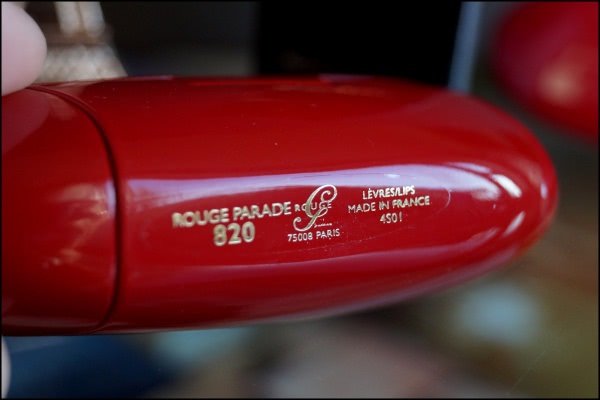 ROUGE PARADE
820
ROUGE G
75008 PARIS
LÈVRES/LIPS
MADE IN FRANCE
4S01